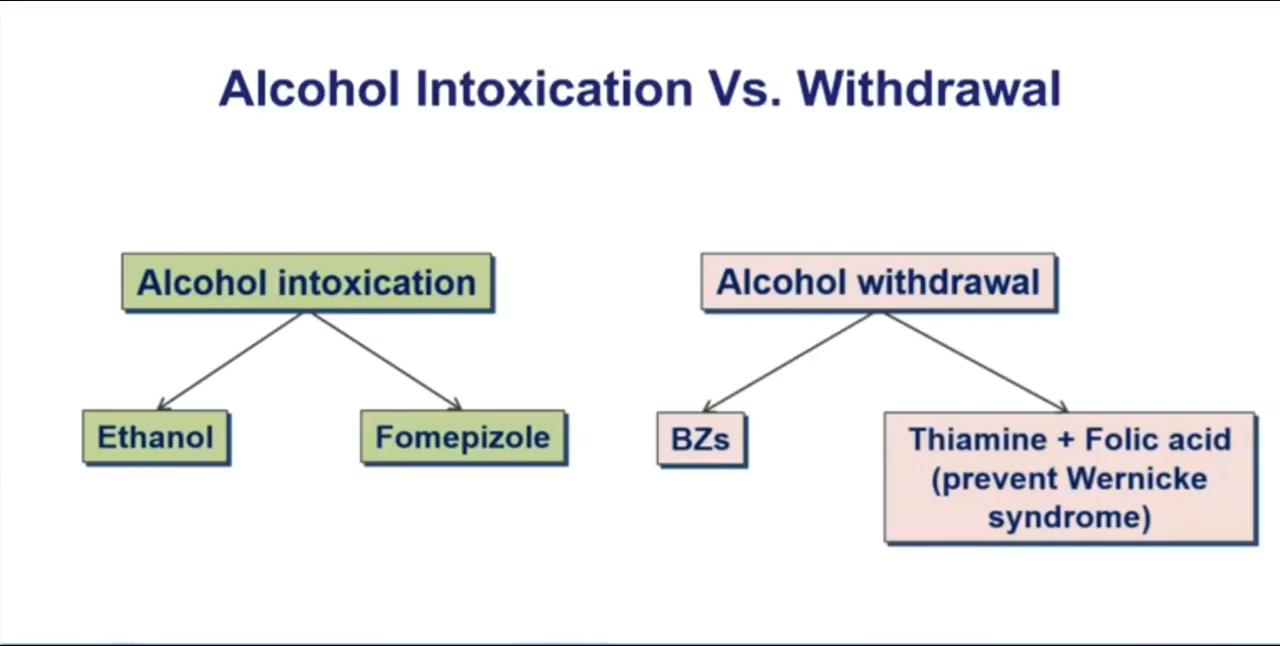 Alcohol Intoxication Vs. Withdrawal
Alcohol intoxication
Alcohol withdrawal
Ethanol
Fomepizole
BZs
Thiamine + Folic acid
(prevent Wernicke
syndrome)